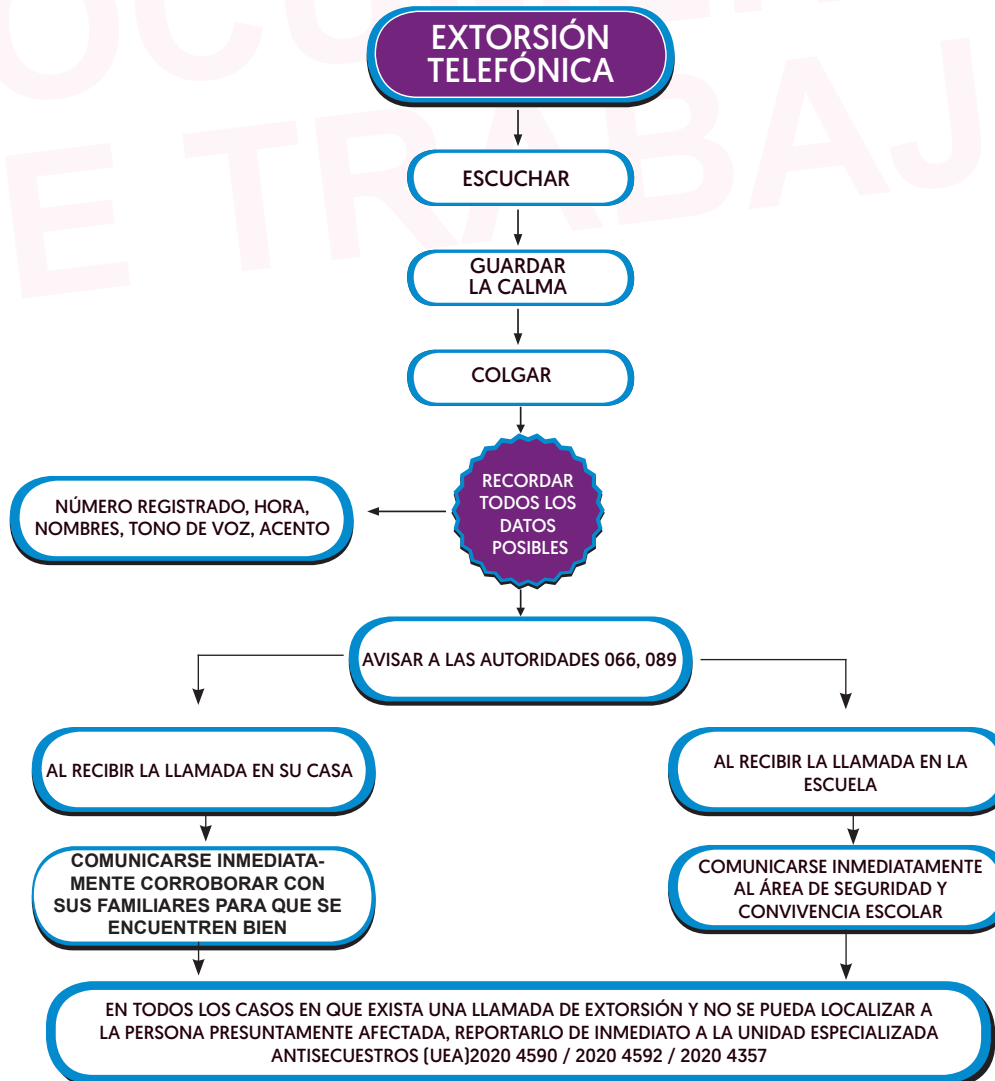 OCUMEN
E TRABAJ
EXTORSIÓN
TELEFÓNICA
ESCUCHAR
GUARDAR
LA CALMA
COLGAR
RECORDAR
TODOS LOS
DATOS
POSIBLES
NÚMERO REGISTRADO, HORA,
NOMBRES, TONO DE VOZ, ACENTO
AVISAR A LAS AUTORIDADES 066, 089
AL RECIBIR LA LLAMADA EN SU CASA
COMUNICARSE INMEDIATA-
MENTE CORROBORAR CON
SUS FAMILIARES PARA QUE SE
ENCUENTREN BIEN
AL RECIBIR LA LLAMADA EN LA
ESCUELA
COMUNICARSE INMEDIATAMENTE
AL ÁREA DE SEGURIDAD Y
CONVIVENCIA ESCOLAR
EN TODOS LOS CASOS EN QUE EXISTA UNA LLAMADA DE EXTORSIÓN Y NO SE PUEDA LOCALIZAR A
LA PERSONA PRESUNTAMENTE AFECTADA, REPORTARLO DE INMEDIATO A LA UNIDAD ESPECIALIZADA
ANTISECUESTROS (UEA)2020 4590 / 2020 4592 / 2020 4357